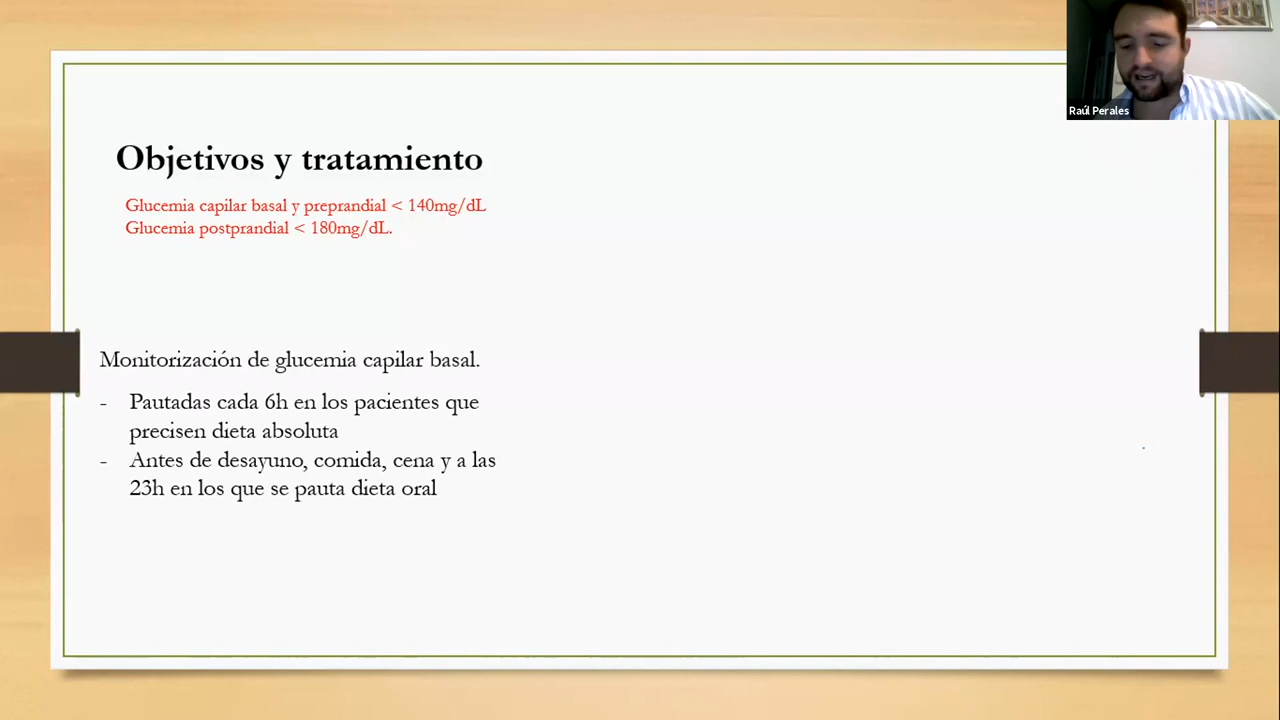 Raúl Perales
Objetivos y tratamiento
Glucemia capilar basal y preprandial < 140mg/dL
Glucemia postprandial < 180mg/dL.
Monitorización de glucemia capilar basal.
- Pautadas cada 6h en los pacientes que
precisen dieta absoluta
- Antes de desayuno, comida, cena y a las
23h en los que se pauta dieta oral